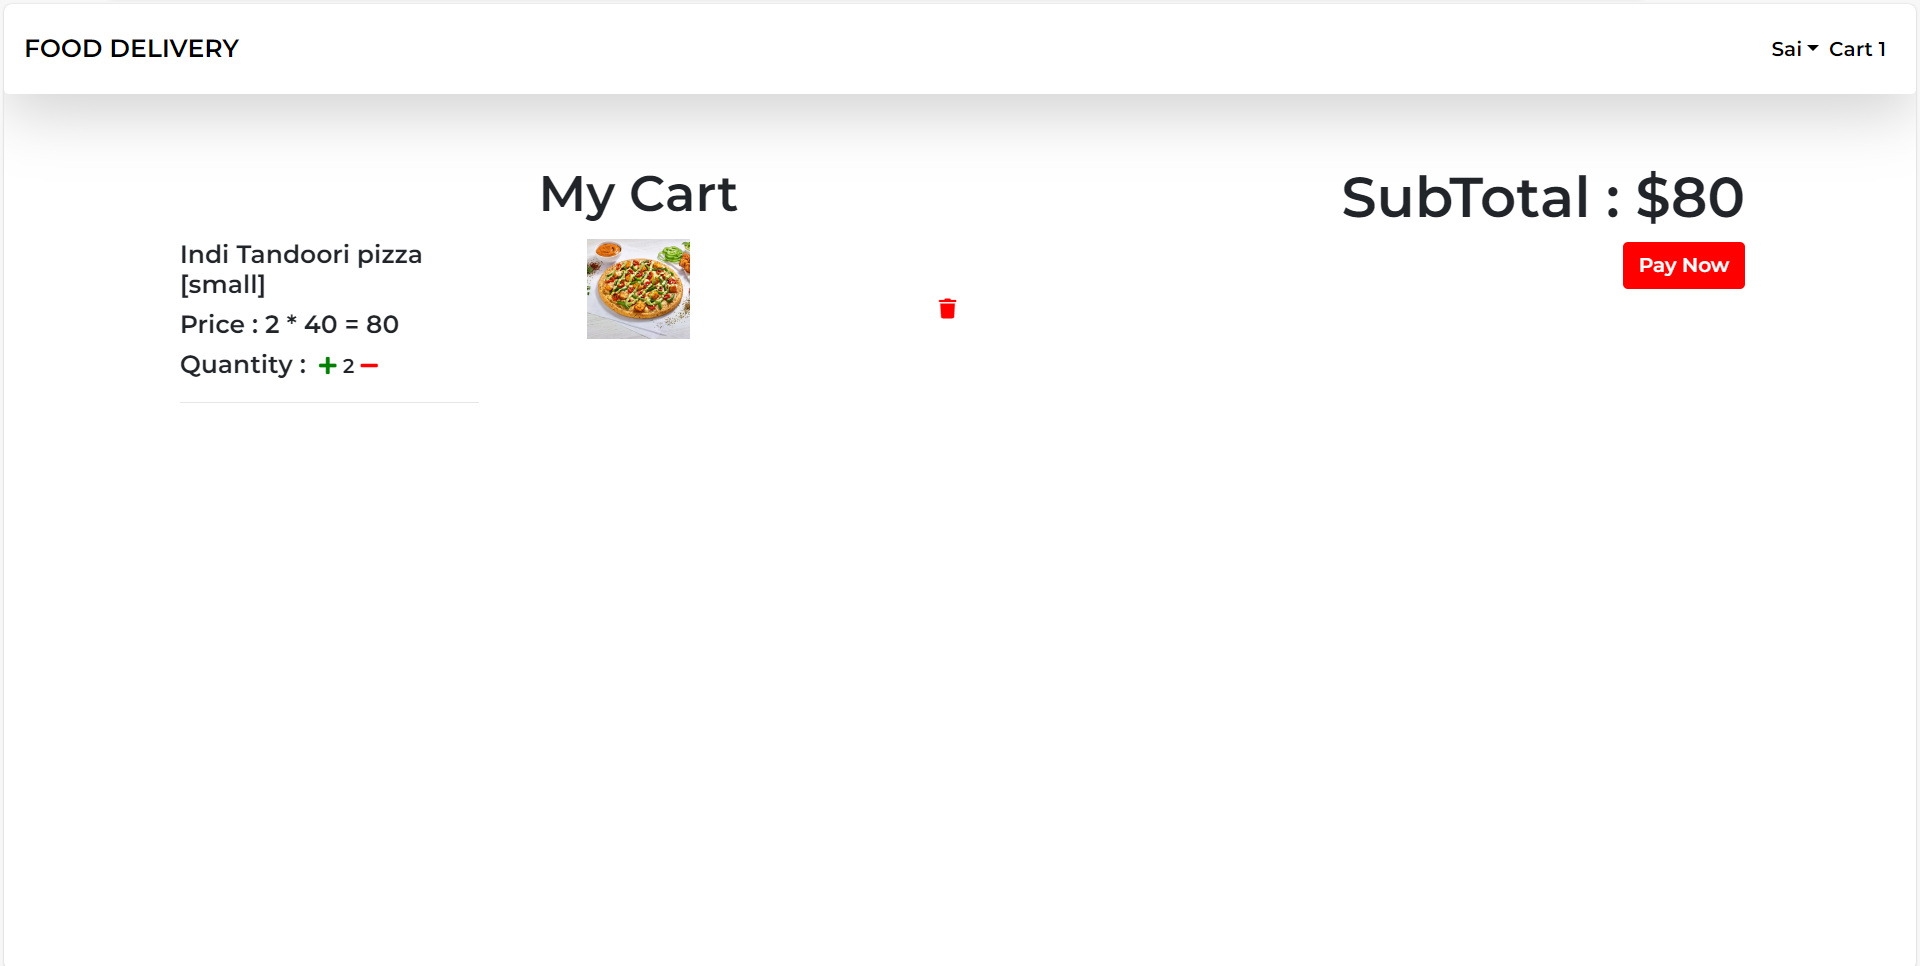 FOOD DELIVERY
Sai Cart 1
My Cart
Indi Tandoori pizza
[small]
Price : 2 * 40 = 80
Quantity : + 2 −
SubTotal : $80
Pay Now